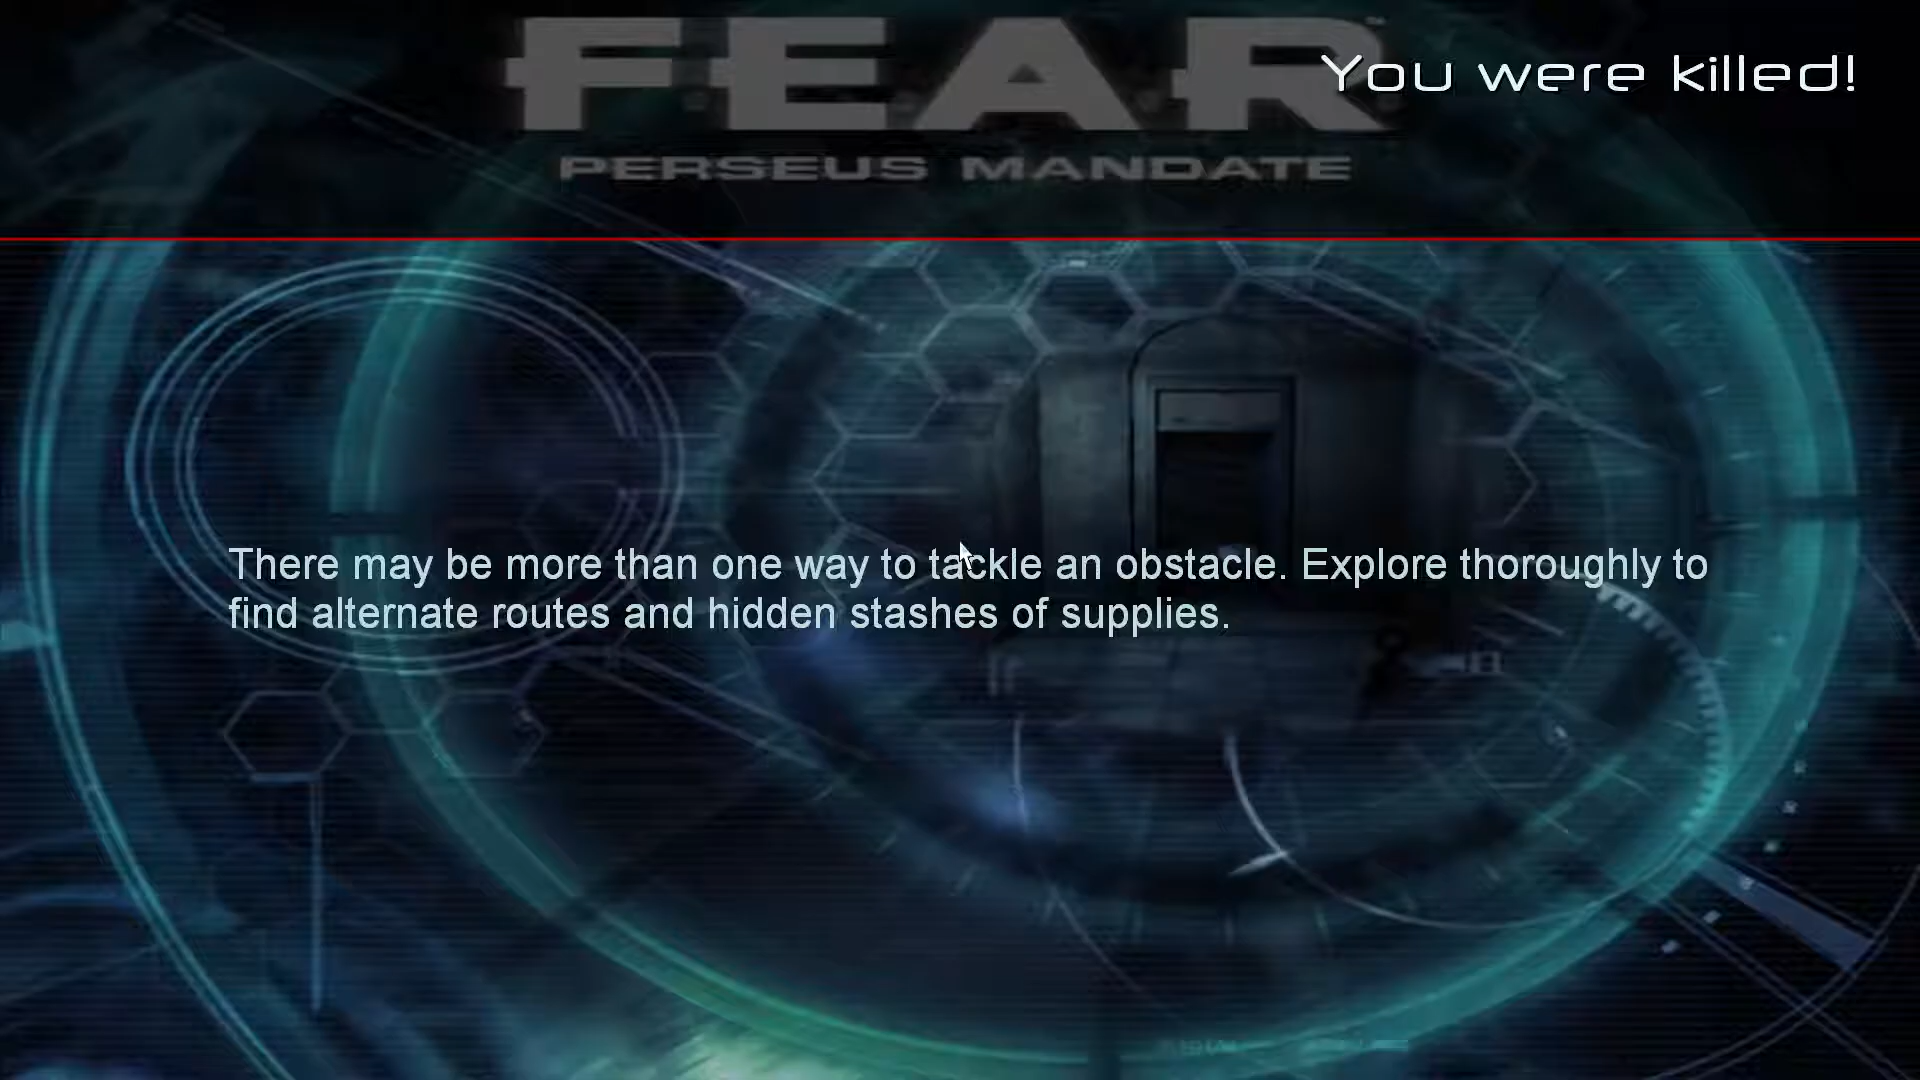 FEAR™
You were killed!
PERSEUS MANDATE
There may be more than one way to tackle an obstacle. Explore thoroughly to
find alternate routes and hidden stashes of supplies.